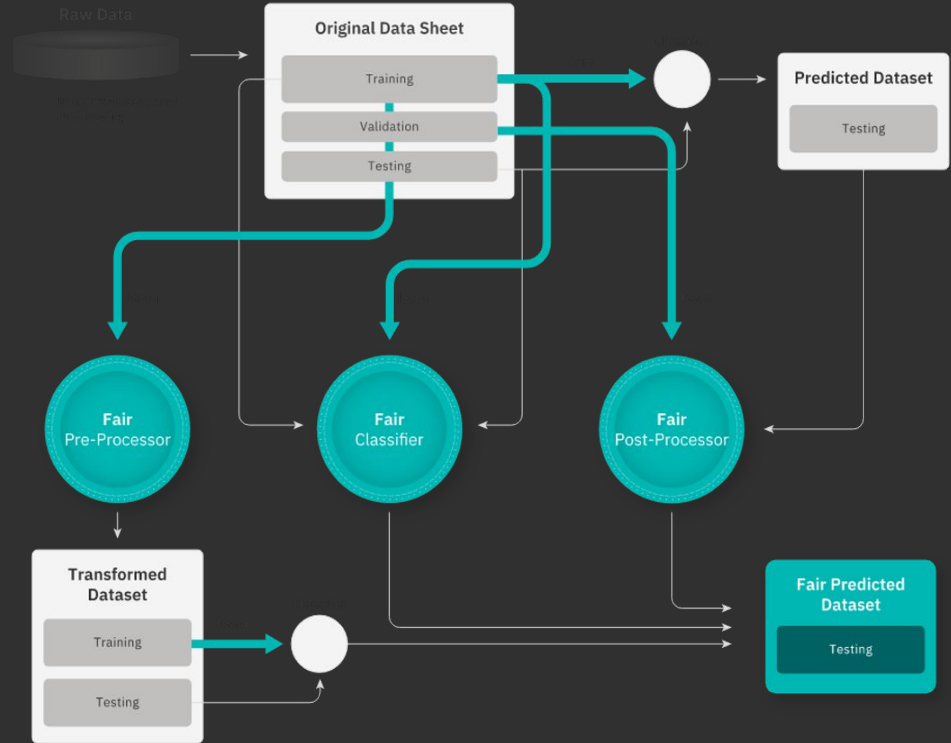 Raw Data
Original Data Sheet
Training
Validation
Testing
Predicted Dataset
Testing
Fair
Pre-Processor
Fair
Classifier
Fair
Post-Processor
Transformed
Dataset
Training
Testing
Fair Predicted
Dataset
Testing